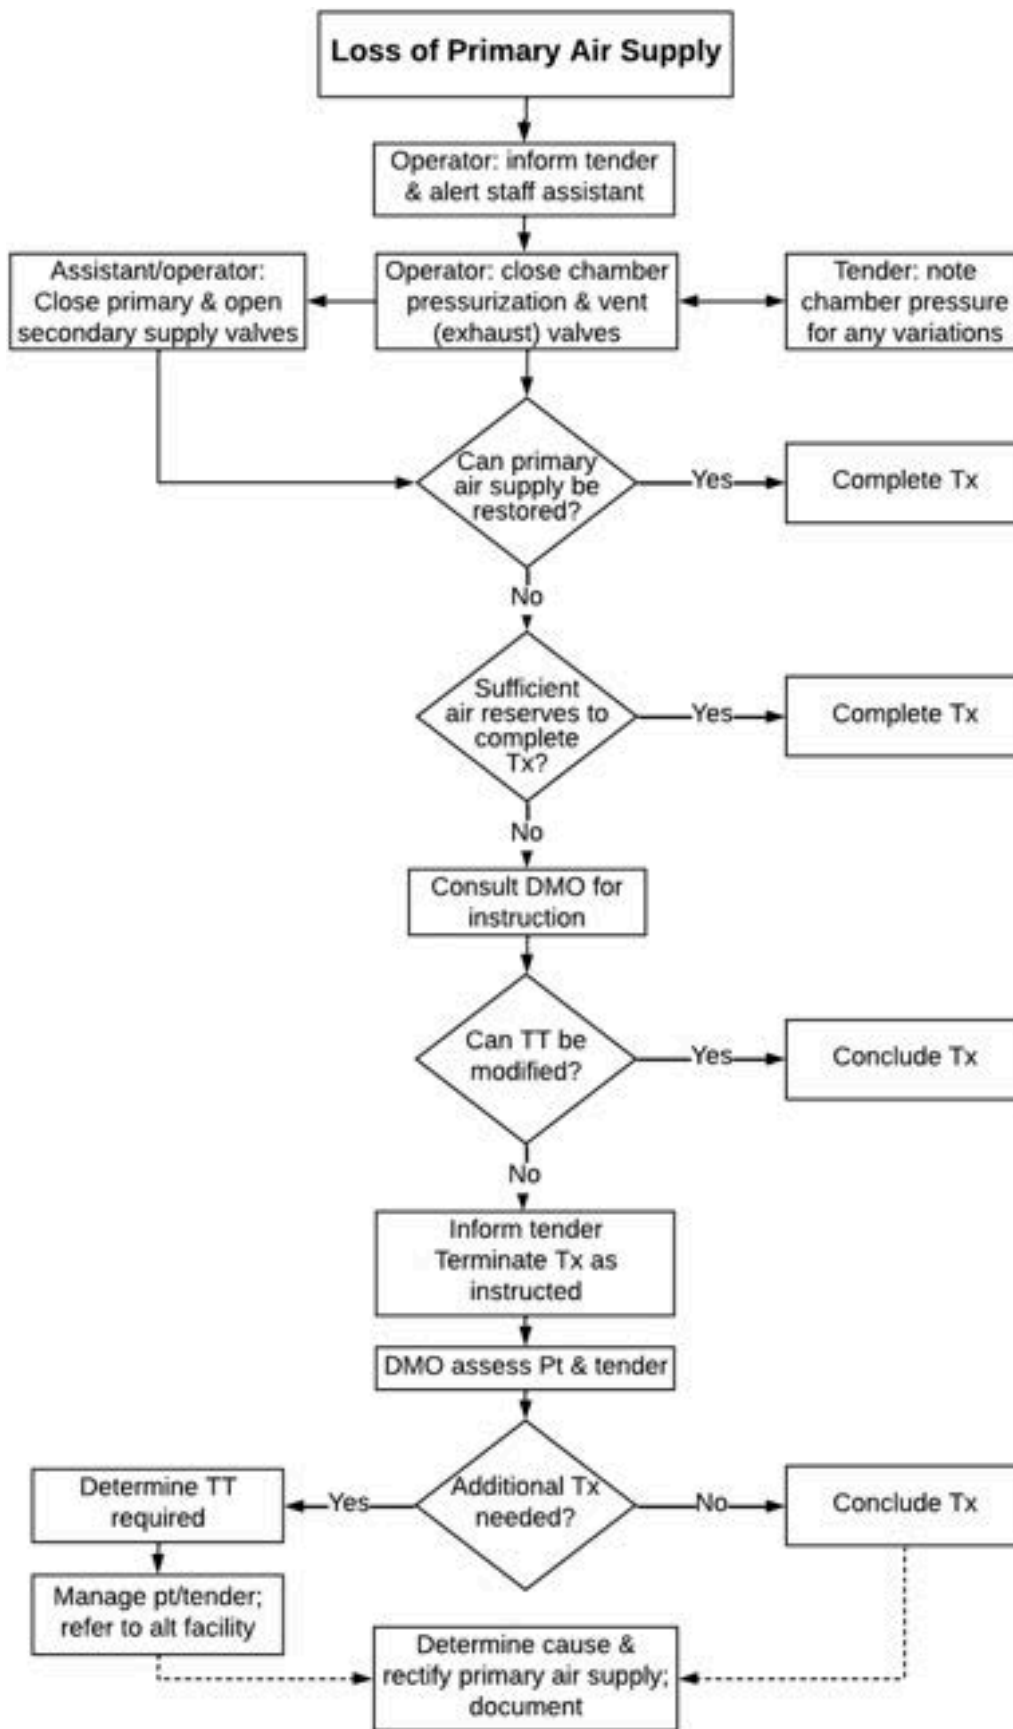 Loss of Primary Air Supply
Operator: inform tender
& alert staff assistant
Assistant/operator:
Close primary & open
secondary supply valves
Operator: close chamber
pressurization & vent
(exhaust) valves
Tender: note
chamber pressure
for any variations
Can primary
air supply be
restored?
Yes
Complete Tx
No
Sufficient
air reserves to
complete
Tx?
Yes
Complete Tx
No
Consult DMO for
instruction
Can TT be
modified?
Yes
Conclude Tx
No
Inform tender
Terminate Tx as
instructed
DMO assess Pt & tender
Additional Tx
needed?
Yes
Determine TT
required
No
Conclude Tx
Manage pt/tender;
refer to alt facility
Determine cause &
rectify primary air supply;
document